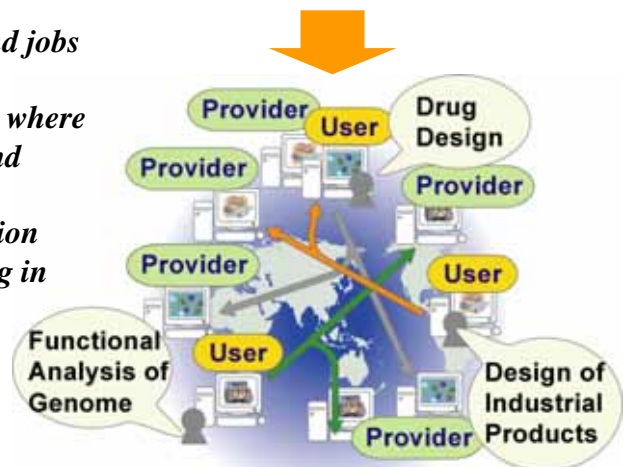 d jobs
where
nd
ion
g in
Provider
User
Drug
Design
Provider
Provider
Provider
User
Functional
Analysis of
Genome
User
Design of
Industrial
Products
Provider